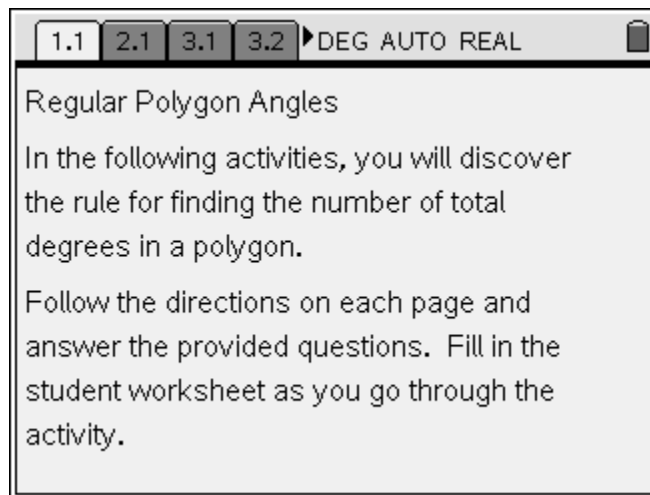 1.1 2.1 3.1 3.2 DEG AUTO REAL
Regular Polygon Angles
In the following activities, you will discover
the rule for finding the number of total
degrees in a polygon.
Follow the directions on each page and
answer the provided questions.  Fill in the
student worksheet as you go through the
activity.